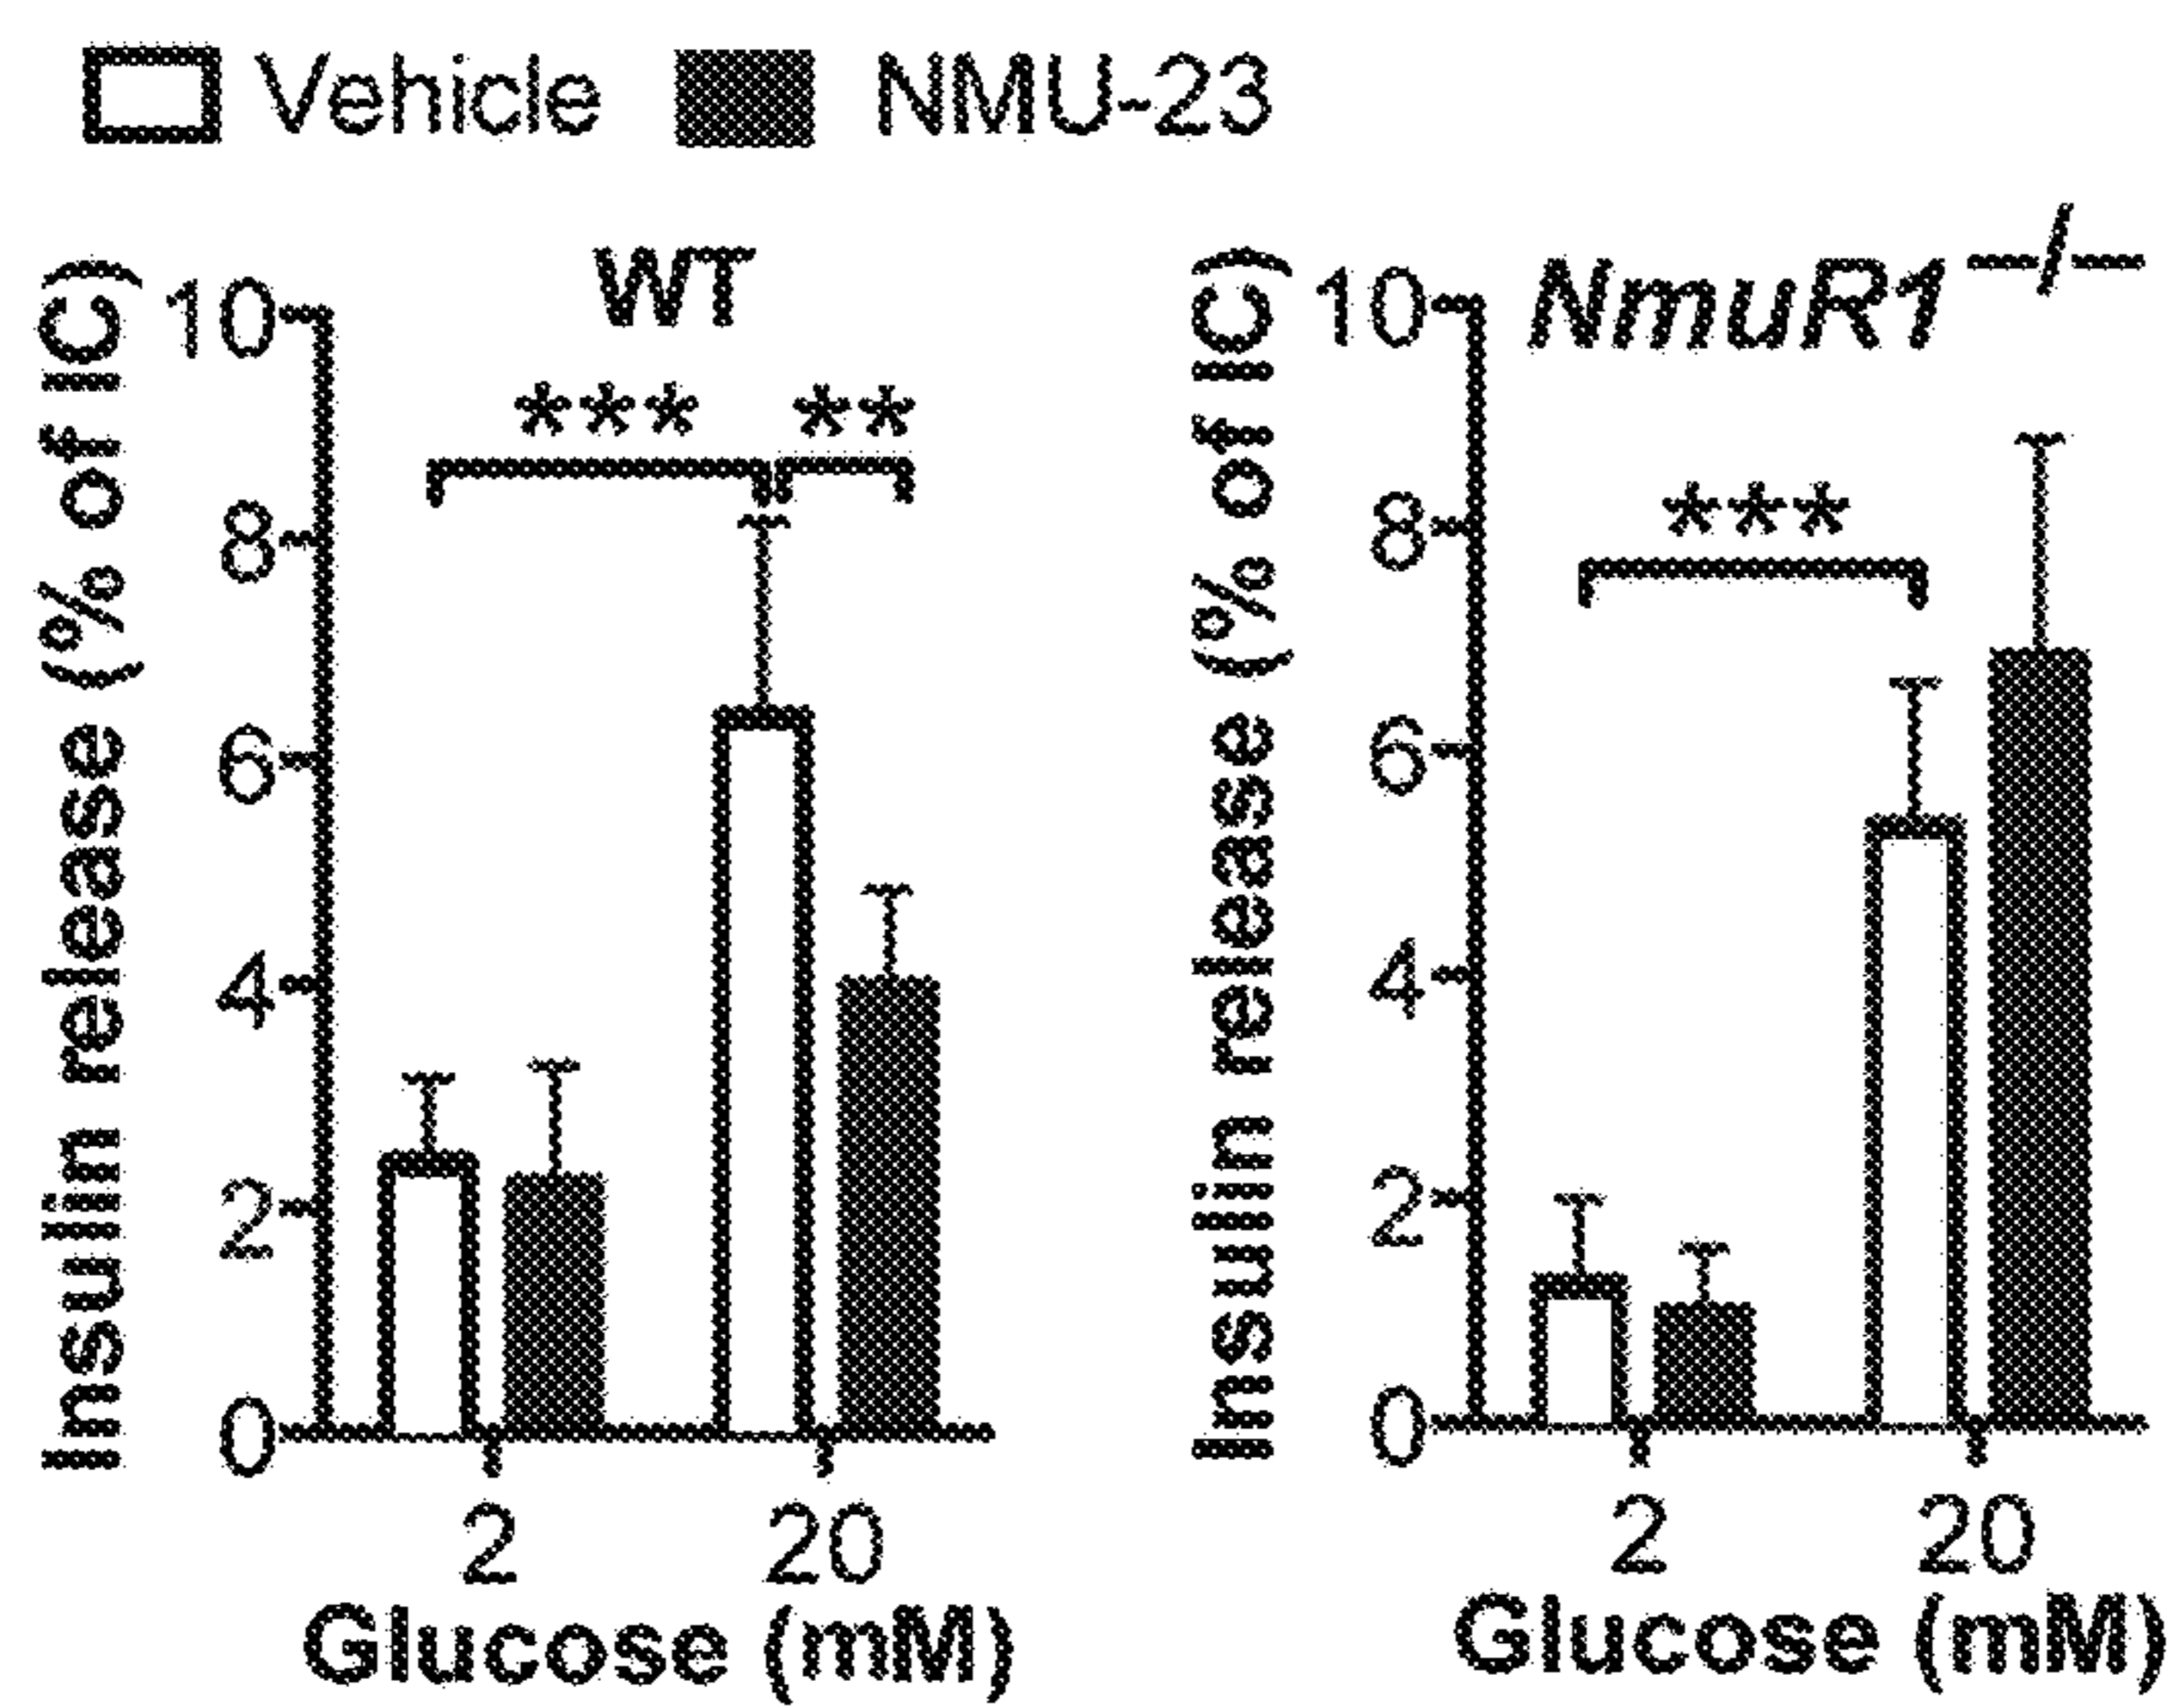 Vehicle NMU-23
WT
Insulin release (% of IC)
10
8
6
4
2
0
*** **
2 20
Glucose (mM)
NmuR1 −/−
Insulin release (% of IC)
10
8
6
4
2
0
***
2 20
Glucose (mM)